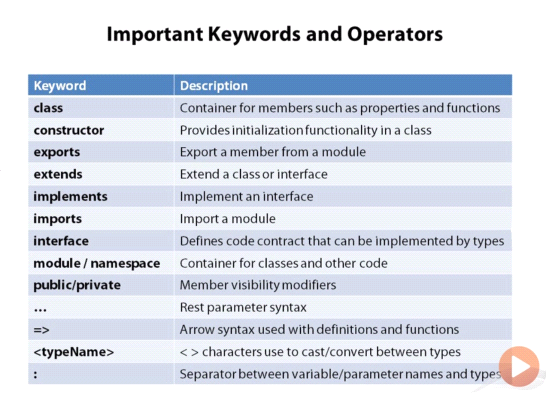 Important Keywords and Operators
Keyword Description
class Container for members such as properties and functions
constructor Provides initialization functionality in a class
exports Export a member from a module
extends Extend a class or interface
implements Implement an interface
imports Import a module
interface Defines code contract that can be implemented by types
module / namespace Container for classes and other code
public/private Member visibility modifiers
... Rest parameter syntax
=> Arrow syntax used with definitions and functions
<typeName> < > characters use to cast/convert between types
: Separator between variable/parameter names and types